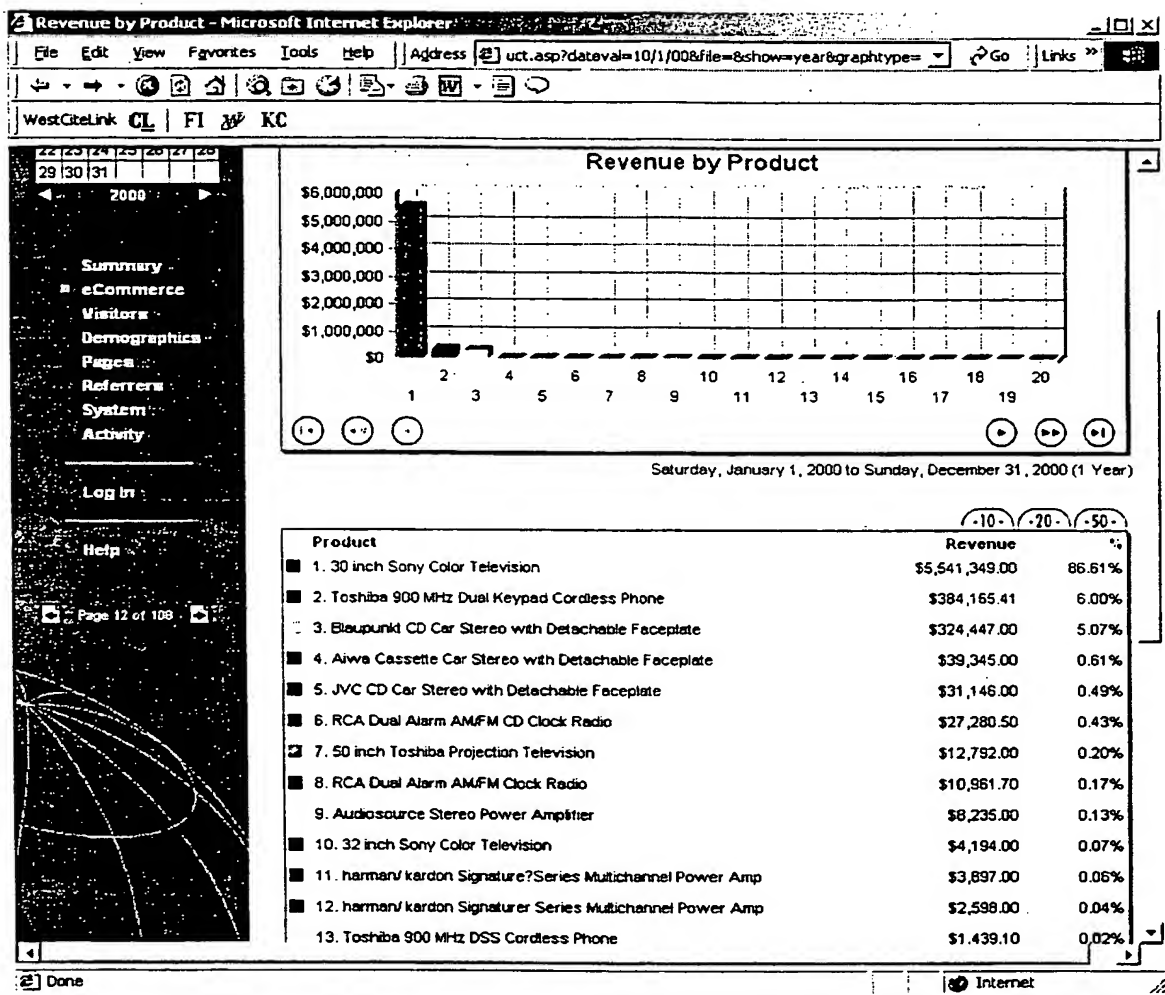 Revenue by Product - Microsoft Internet Explorer
File Edit View Favorites Tools Help Address uct.asp?dateval=10/1/00&file=8&show=year&graphtype= Go Links »
WestCiteLink CL FI KC
22 23 24 25 26 27 28
29 30 31
2000
Summary
eCommerce
Visitors
Demographics
Pages
Referrers
System
Activity
Log In
Help
Page 12 of 108
Revenue by Product
$6,000,000
$5,000,000
$4,000,000
$3,000,000
$2,000,000
$1,000,000
$0
2 4 6 8 10 12 14 16 18 20
1 3 5 7 9 11 13 15 17 19
Saturday, January 1, 2000 to Sunday, December 31, 2000 (1 Year)
-10- -20- -50-
Product Revenue %
1. 30 inch Sony Color Television $5,541,349.00 86.61%
2. Toshiba 900 MHz Dual Keypad Cordless Phone $384,165.41 6.00%
3. Blaupunkt CD Car Stereo with Detachable Faceplate $324,447.00 5.07%
4. Aiwa Cassette Car Stereo with Detachable Faceplate $39,345.00 0.61%
5. JVC CD Car Stereo with Detachable Faceplate $31,146.00 0.49%
6. RCA Dual Alarm AM/FM CD Clock Radio $27,280.50 0.43%
7. 50 inch Toshiba Projection Television $12,792.00 0.20%
8. RCA Dual Alarm AM/FM Clock Radio $10,961.70 0.17%
9. Audiosource Stereo Power Amplifier $8,235.00 0.13%
10. 32 inch Sony Color Television $4,194.00 0.07%
11. harman/kardon Signature?Series Multichannel Power Amp $3,897.00 0.06%
12. harman/kardon Signaturer Series Multichannel Power Amp $2,598.00 0.04%
13. Toshiba 900 MHz DSS Cordless Phone $1,439.10 0.02%
Done Internet